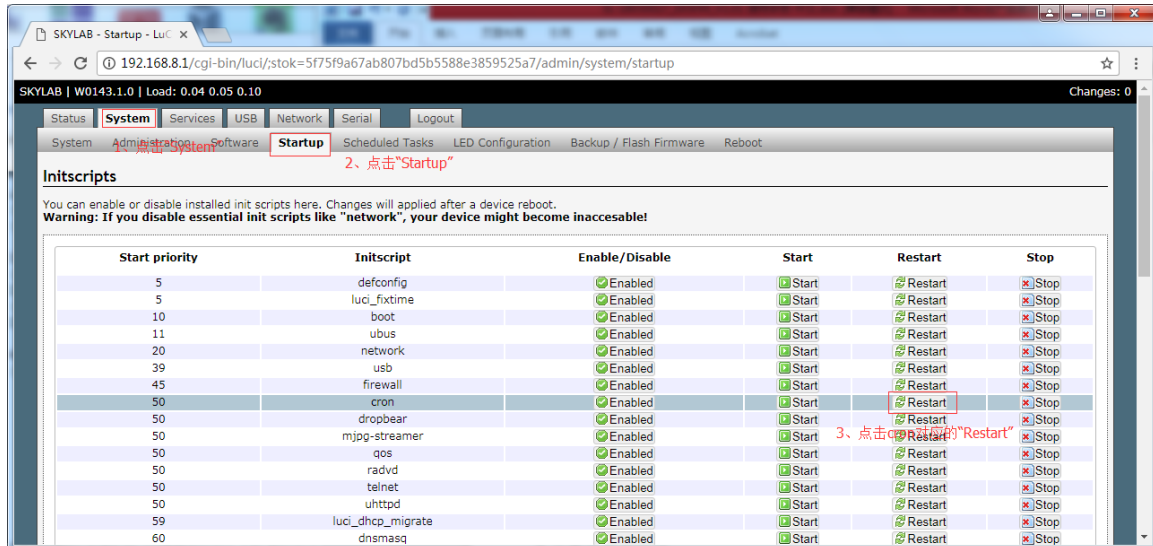 SKYLAB - Startup - LuC
192.168.8.1/cgi-bin/luci/;stok=5f75f9a67ab807bd5b5588e3859525a7/admin/system/startup
SKYLAB | W0143.1.0 | Load: 0.04 0.05 0.10 Changes: 0
Status System Services USB Network Serial Logout
System Administration Software Startup Scheduled Tasks LED Configuration Backup / Flash Firmware Reboot
1、点击“System”
2、点击“Startup”
Initscripts
You can enable or disable installed init scripts here. Changes will applied after a device reboot.
Warning: If you disable essential init scripts like "network", your device might become inaccesable!
Start priority Initscript Enable/Disable Start Restart Stop
5 defconfig Enabled Start Restart Stop
5 luci_fixtime Enabled Start Restart Stop
10 boot Enabled Start Restart Stop
11 ubus Enabled Start Restart Stop
20 network Enabled Start Restart Stop
39 usb Enabled Start Restart Stop
45 firewall Enabled Start Restart Stop
50 cron Enabled Start Restart Stop
50 dropbear Enabled Start Restart Stop
3、点击cron对应的“Restart”
50 mjpg-streamer Enabled Start Restart Stop
50 qos Enabled Start Restart Stop
50 radvd Enabled Start Restart Stop
50 telnet Enabled Start Restart Stop
50 uhttpd Enabled Start Restart Stop
59 luci_dhcp_migrate Enabled Start Restart Stop
60 dnsmasq Enabled Start Restart Stop